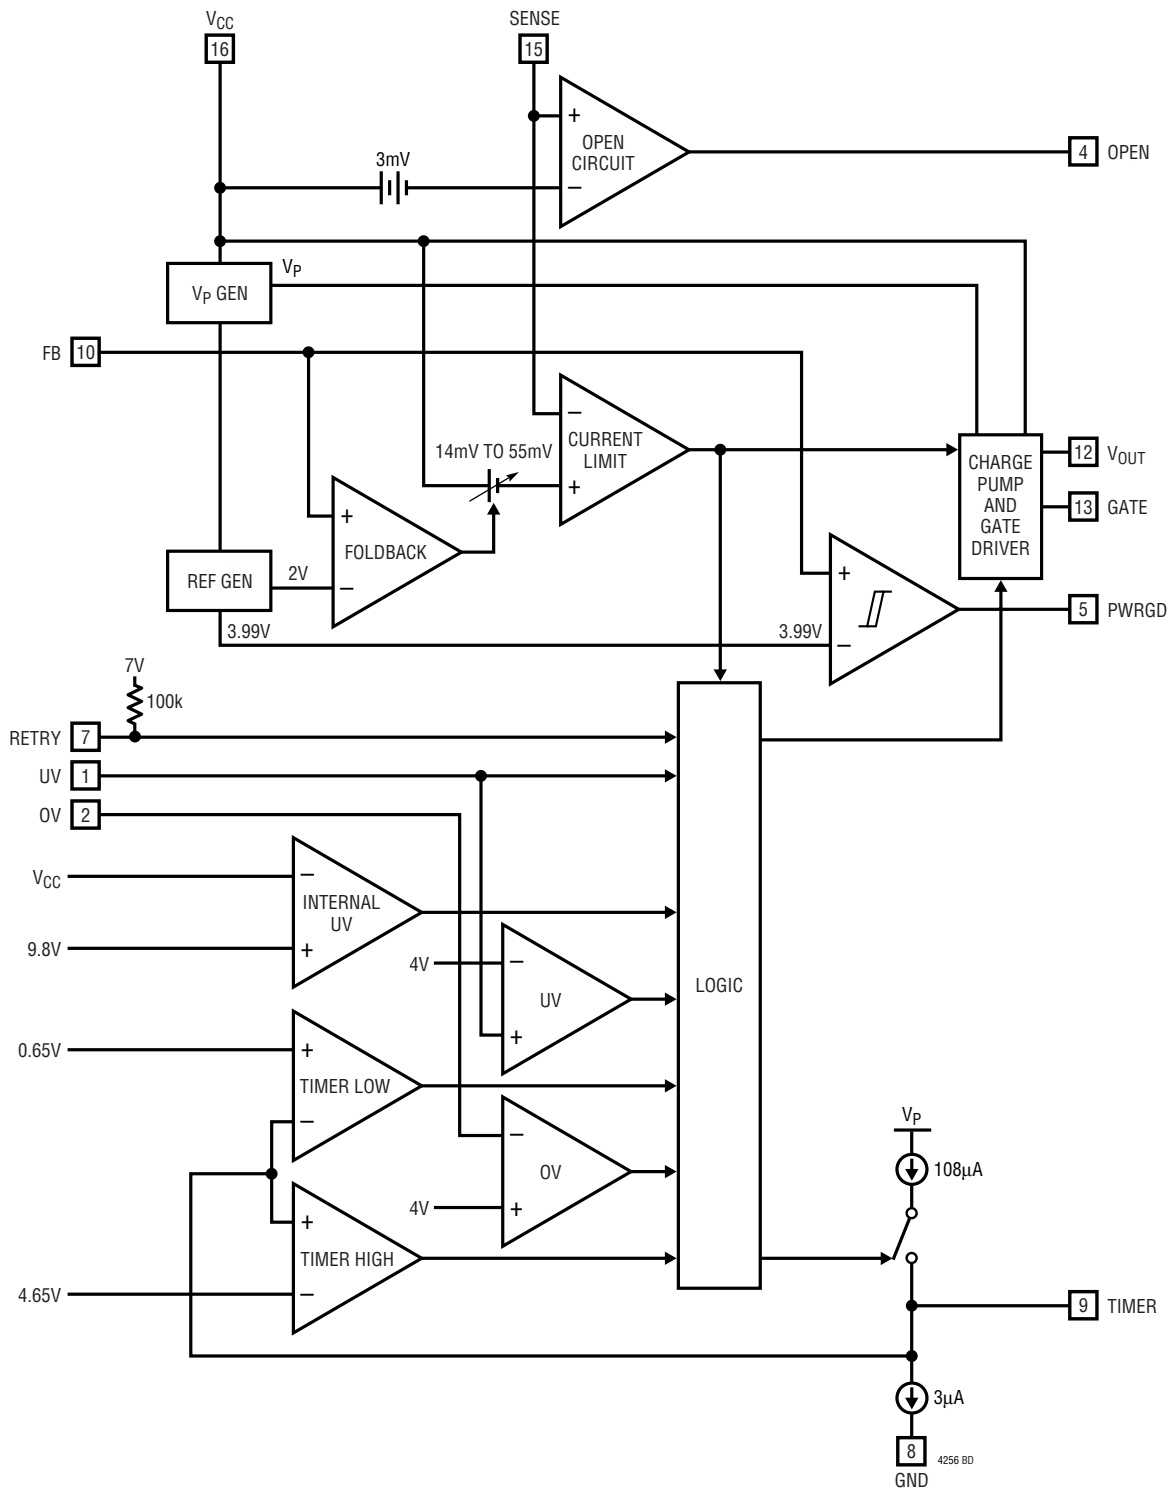 VCC
16
SENSE
15
+
OPEN
CIRCUIT
−
4
OPEN
3mV
VP
VP GEN
FB
10
−
CURRENT
LIMIT
+
14mV TO 55mV
CHARGE
PUMP
AND
GATE
DRIVER
12
VOUT
13
GATE
+
FOLDBACK
−
REF GEN
2V
3.99V
3.99V
+
−
5
PWRGD
7V
100k
RETRY
7
UV
1
OV
2
VCC
−
INTERNAL
UV
+
9.8V
4V
−
UV
+
LOGIC
0.65V
+
TIMER LOW
−
−
OV
+
4V
+
TIMER HIGH
−
4.65V
VP
108µA
9
TIMER
3µA
8
GND
4256 BD